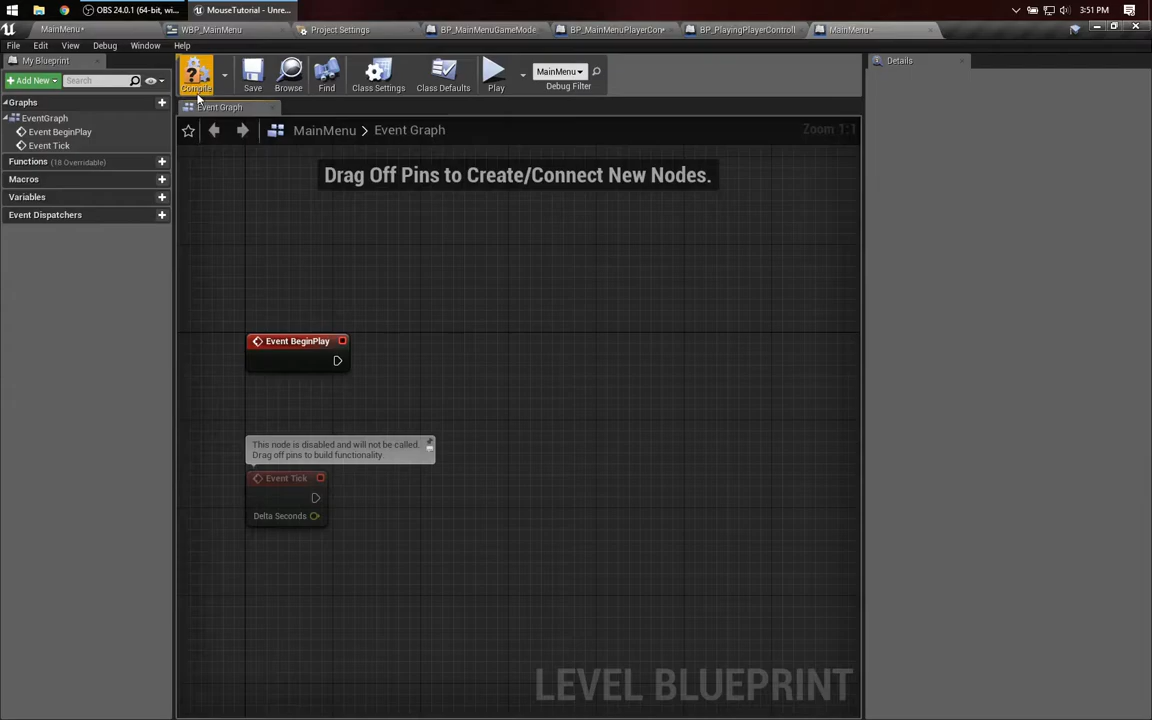 OBS 24.0.1 (64-bit, wi...
MouseTutorial - Unre...
3:51 PM
MainMenu•
WBP_MainMenu
Project Settings
BP_MainMenuGameMode
BP_MainMenuPlayerCon•
BP_PlayingPlayerControll
MainMenu•
File
Edit
View
Debug
Window
Help
My Blueprint
Add New
Search
Graphs
EventGraph
Event BeginPlay
Event Tick
Functions (18 Overridable)
Macros
Variables
Event Dispatchers
Compile
Save
Browse
Find
Class Settings
Class Defaults
Play
MainMenu
Debug Filter
Details
Event Graph
MainMenu > Event Graph
Zoom 1:1
Drag Off Pins to Create/Connect New Nodes.
Event BeginPlay
This node is disabled and will not be called.
Drag off pins to build functionality.
Event Tick
Delta Seconds
LEVEL BLUEPRINT